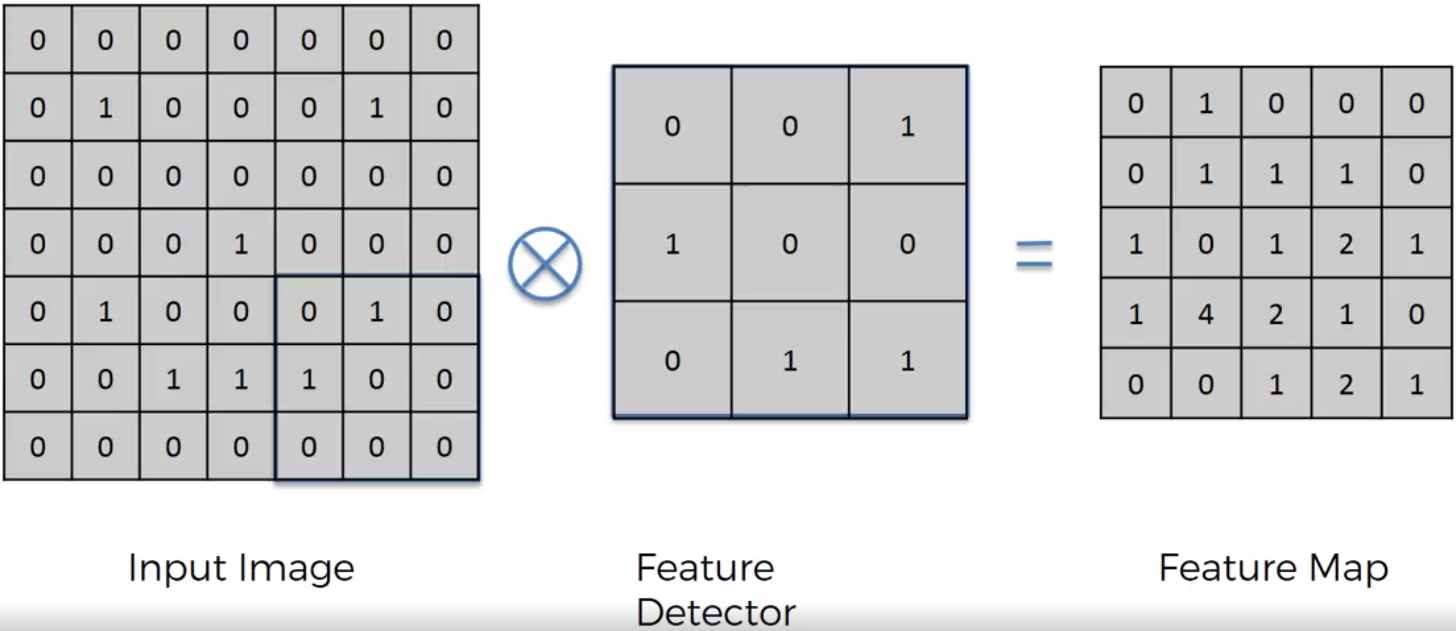 0 0 0 0 0 0 0
0 1 0 0 0 1 0
0 0 0 0 0 0 0
0 0 0 1 0 0 0
0 1 0 0 0 1 0
0 0 1 1 1 0 0
0 0 0 0 0 0 0
0 0 1
1 0 0
0 1 1
=
0 1 0 0 0
0 1 1 1 0
1 0 1 2 1
1 4 2 1 0
0 0 1 2 1
Input Image
Feature
Detector
Feature Map